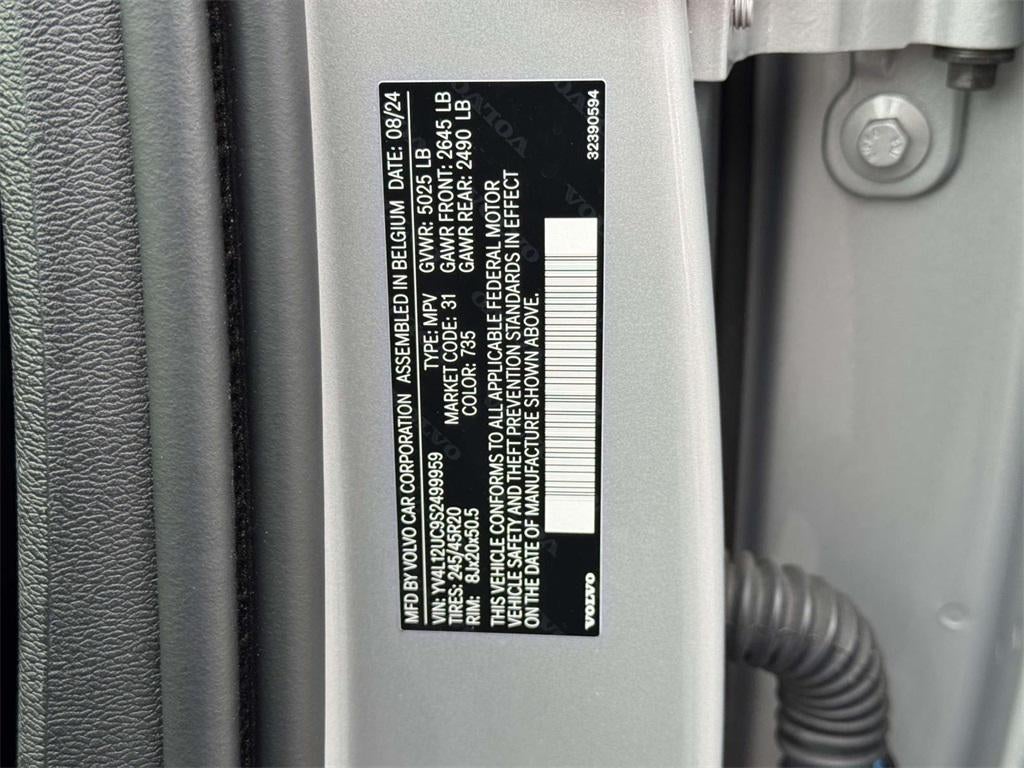 MFD BY VOLVO CAR CORPORATION ASSEMBLED IN BELGIUM DATE: 08/24
VIN: YV4L12UC9S2499959 TYPE: MPV GVWR: 5025 LB
TIRES: 245/45R20 MARKET CODE: 31 GAWR FRONT: 2645 LB
RIM: 8Jx20x50.5 COLOR: 735 GAWR REAR: 2490 LB
THIS VEHICLE CONFORMS TO ALL APPLICABLE FEDERAL MOTOR
VEHICLE SAFETY AND THEFT PREVENTION STANDARDS IN EFFECT
ON THE DATE OF MANUFACTURE SHOWN ABOVE.
VOLVO
32390594